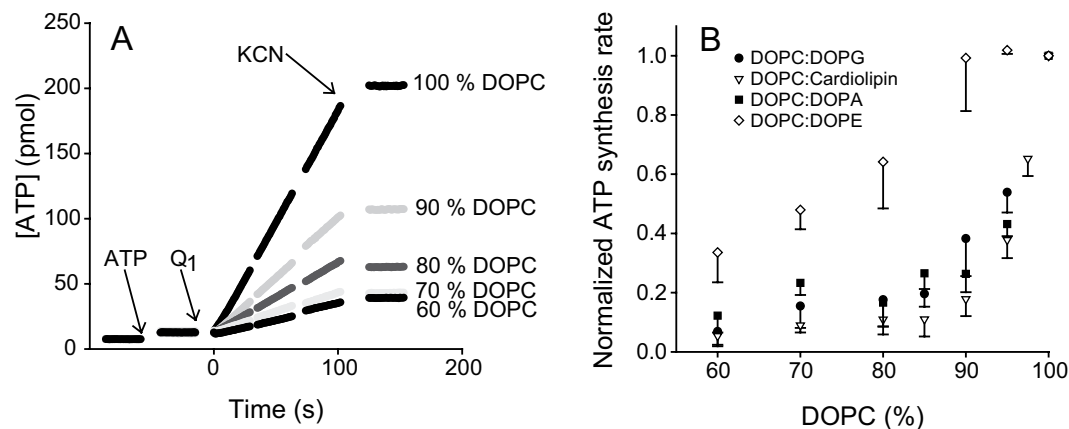 A
[ATP] (pmol)
250
200
150
100
50
0
KCN
ATP
Q1
100 % DOPC
90 % DOPC
80 % DOPC
70 % DOPC
60 % DOPC
0
100
200
Time (s)
B
Normalized ATP synthesis rate
1.0
0.8
0.6
0.4
0.2
0.0
DOPC:DOPG
DOPC:Cardiolipin
DOPC:DOPA
DOPC:DOPE
60
70
80
90
100
DOPC (%)